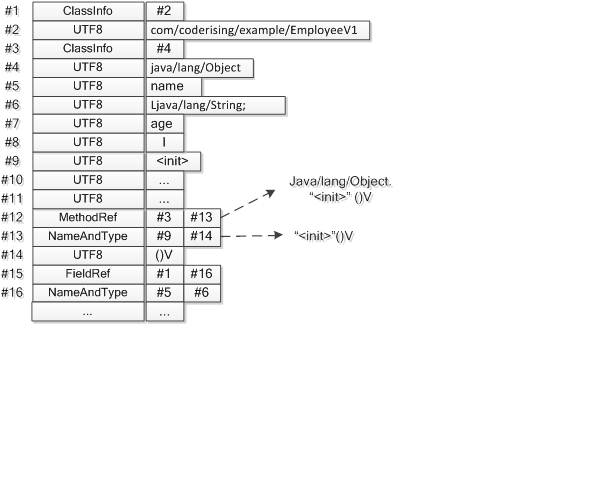 #1 ClassInfo #2
#2 UTF8 com/coderising/example/EmployeeV1
#3 ClassInfo #4
#4 UTF8 java/lang/Object
#5 UTF8 name
#6 UTF8 Ljava/lang/String;
#7 UTF8 age
#8 UTF8 I
#9 UTF8 <init>
#10 UTF8 ...
#11 UTF8 ...
#12 MethodRef #3 #13
Java/lang/Object.
“<init>” ()V
#13 NameAndType #9 #14 “<init>”()V
#14 UTF8 ()V
#15 FieldRef #1 #16
#16 NameAndType #5 #6
... ...